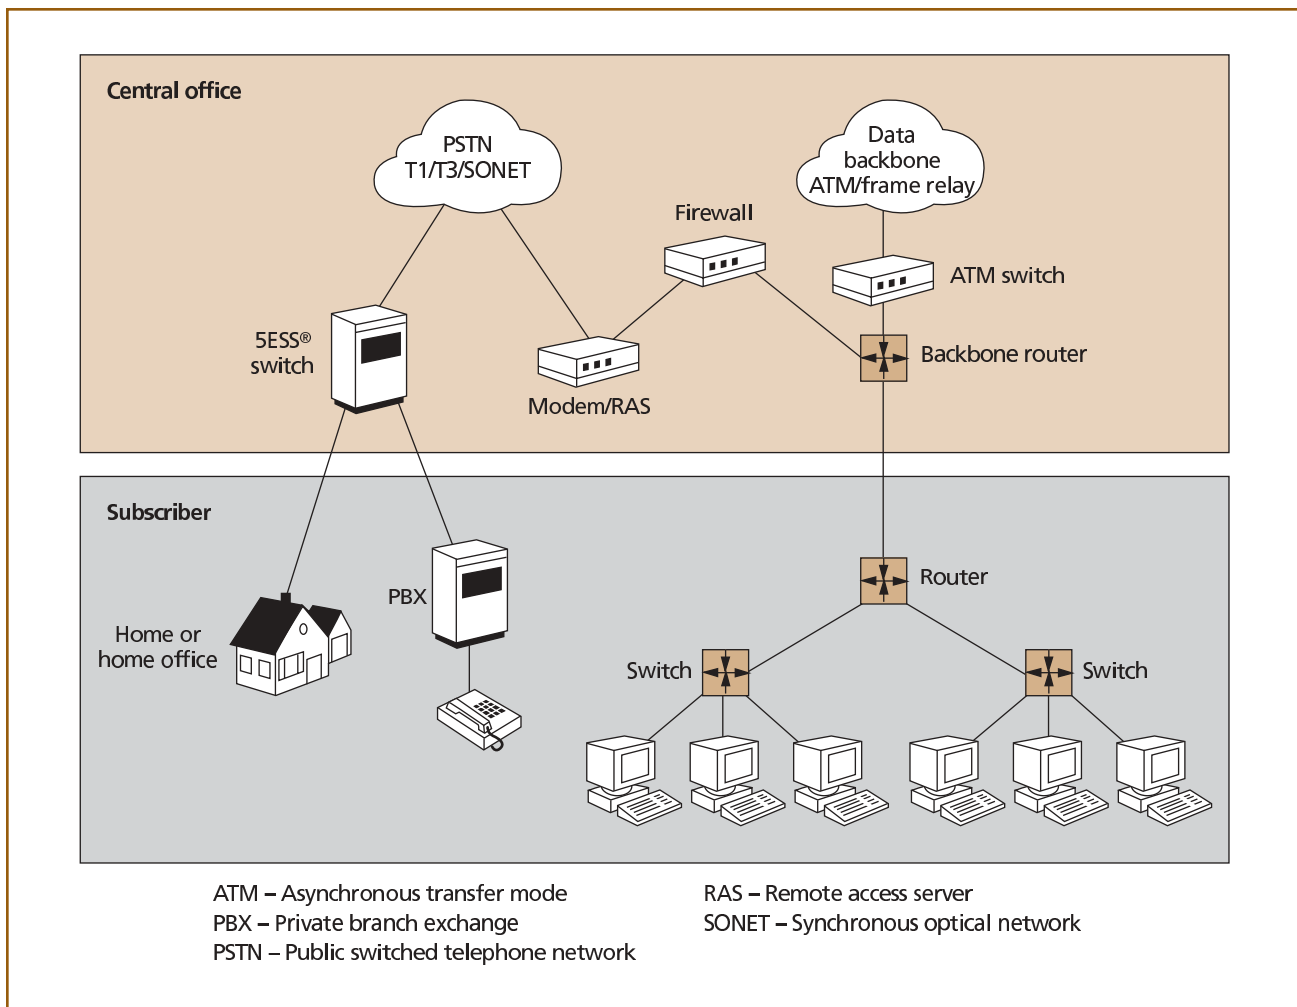 Central office
PSTN
T1/T3/SONET
Data
backbone
ATM/frame relay
Firewall
ATM switch
5ESS®
switch
Backbone router
Modem/RAS
Subscriber
Router
PBX
Home or
home office
Switch
Switch
ATM – Asynchronous transfer mode
PBX – Private branch exchange
PSTN – Public switched telephone network
RAS – Remote access server
SONET – Synchronous optical network